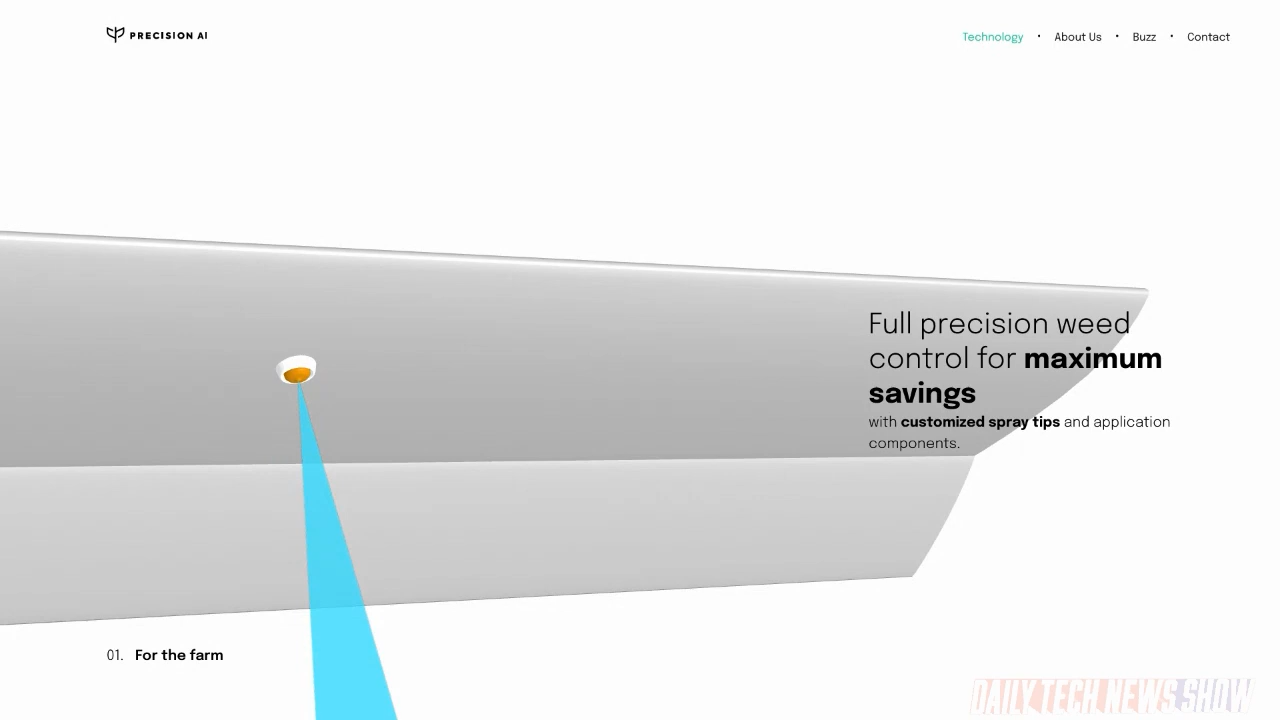 PRECISION AI
Technology • About Us • Buzz • Contact
Full precision weed
control for maximum
savings
with customized spray tips and application
components.
01. For the farm
DAILY TECH NEWS SHOW